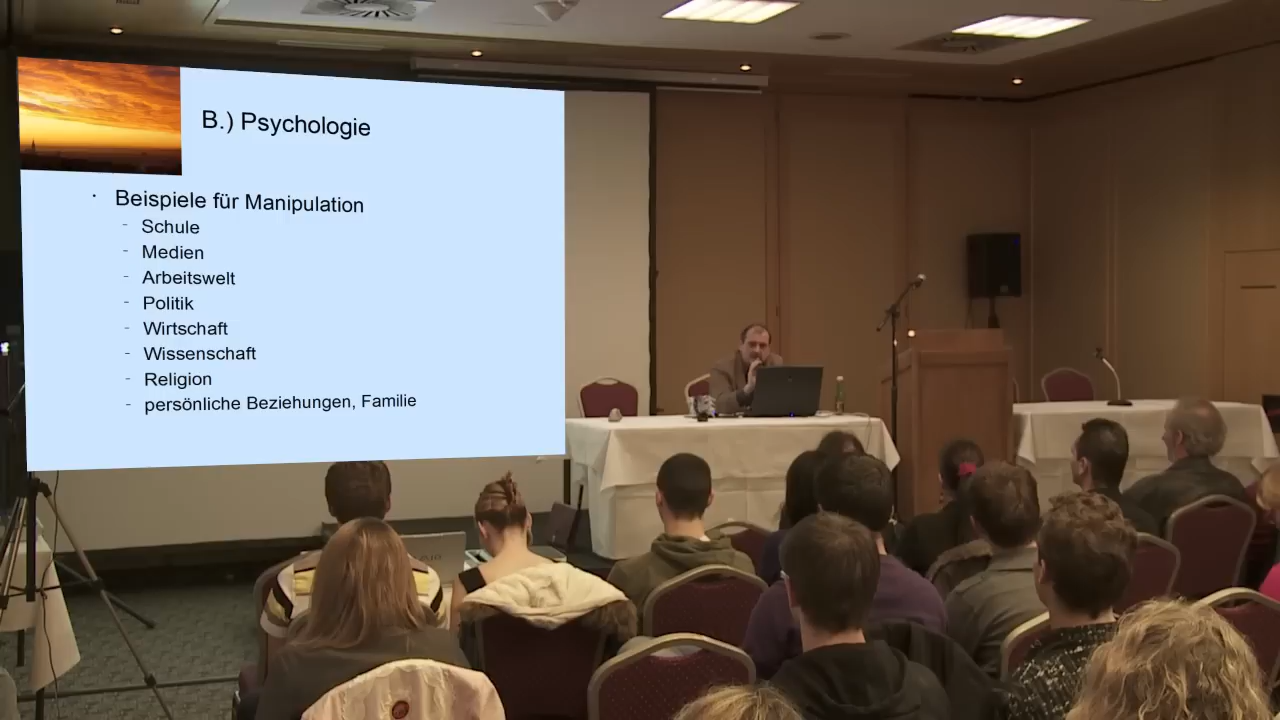 B.) Psychologie
· Beispiele für Manipulation
- Schule
- Medien
- Arbeitswelt
- Politik
- Wirtschaft
- Wissenschaft
- Religion
- persönliche Beziehungen, Familie